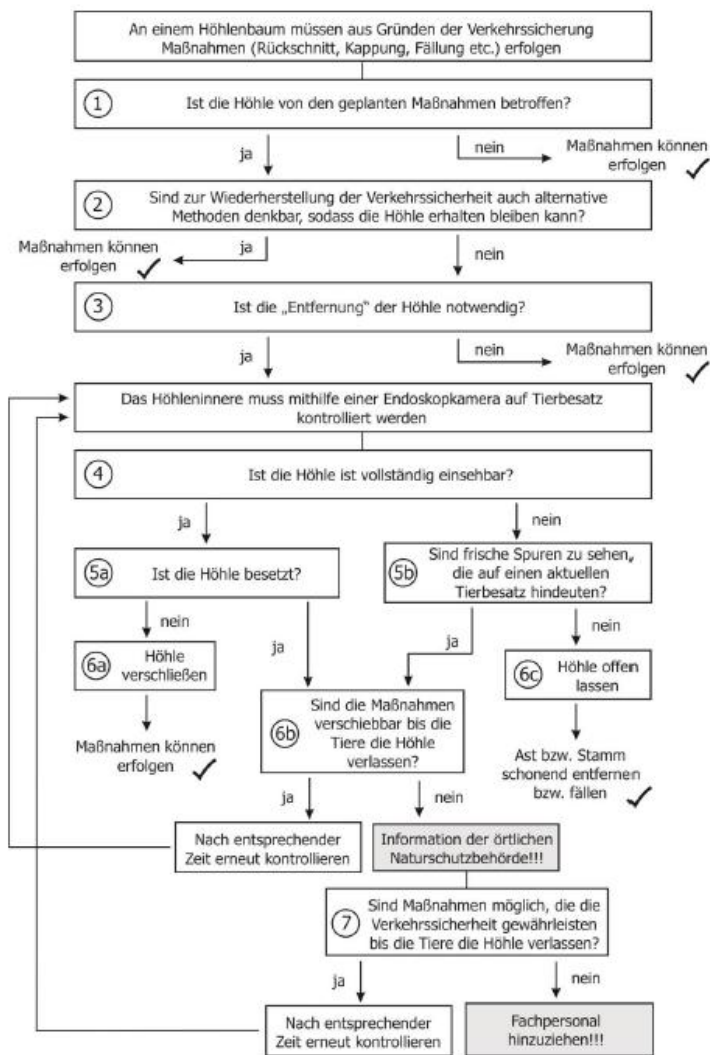 An einem Höhlenbaum müssen aus Gründen der Verkehrssicherung
Maßnahmen (Rückschnitt, Kappung, Fällung etc.) erfolgen
1
Ist die Höhle von den geplanten Maßnahmen betroffen?
ja
nein
Maßnahmen können
erfolgen
2
Sind zur Wiederherstellung der Verkehrssicherheit auch alternative
Methoden denkbar, sodass die Höhle erhalten bleiben kann?
Maßnahmen können
erfolgen
ja
nein
3
Ist die „Entfernung“ der Höhle notwendig?
ja
nein
Maßnahmen können
erfolgen
Das Höhleninnere muss mithilfe einer Endoskopkamera auf Tierbesatz
kontrolliert werden
4
Ist die Höhle ist vollständig einsehbar?
ja
nein
5a
Ist die Höhle besetzt?
5b
Sind frische Spuren zu sehen,
die auf einen aktuellen
Tierbesatz hindeuten?
nein
ja
ja
nein
6a
Höhle
verschließen
6c
Höhle offen
lassen
6b
Sind die Maßnahmen
verschiebbar bis die
Tiere die Höhle
verlassen?
Maßnahmen können
erfolgen
Ast bzw. Stamm
schonend entfernen
bzw. fällen
ja
nein
Nach entsprechender
Zeit erneut kontrollieren
Information der örtlichen
Naturschutzbehörde!!!
7
Sind Maßnahmen möglich, die die
Verkehrssicherheit gewährleisten
bis die Tiere die Höhle verlassen?
ja
nein
Nach entsprechender
Zeit erneut kontrollieren
Fachpersonal
hinzuziehen!!!